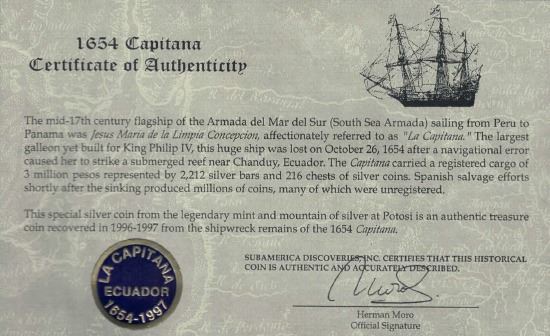 1654 Capitana
Certificate of Authenticity
The mid-17th century flagship of the Armada del Mar del Sur (South Sea Armada) sailing from Peru to
Panama was Jesus Maria de la Limpia Concepcion, affectionately referred to as "La Capitana." The largest
galleon yet built for King Philip IV, this huge ship was lost on October 26, 1654 after a navigational error
caused her to strike a submerged reef near Chanduy, Ecuador. The Capitana carried a registered cargo of
3 million pesos represented by 2,212 silver bars and 216 chests of silver coins. Spanish salvage efforts
shortly after the sinking produced millions of coins, many of which were unregistered.
This special silver coin from the legendary mint and mountain of silver at Potosi is an authentic treasure
coin recovered in 1996-1997 from the shipwreck remains of the 1654 Capitana.
SUBAMERICA DISCOVERIES, INC. CERTIFIES THAT THIS HISTORICAL
COIN IS AUTHENTIC AND ACCURATLY DESCRIBED.
LA CAPITANA
ECUADOR
1654-1997
Herman Moro
Official Signature